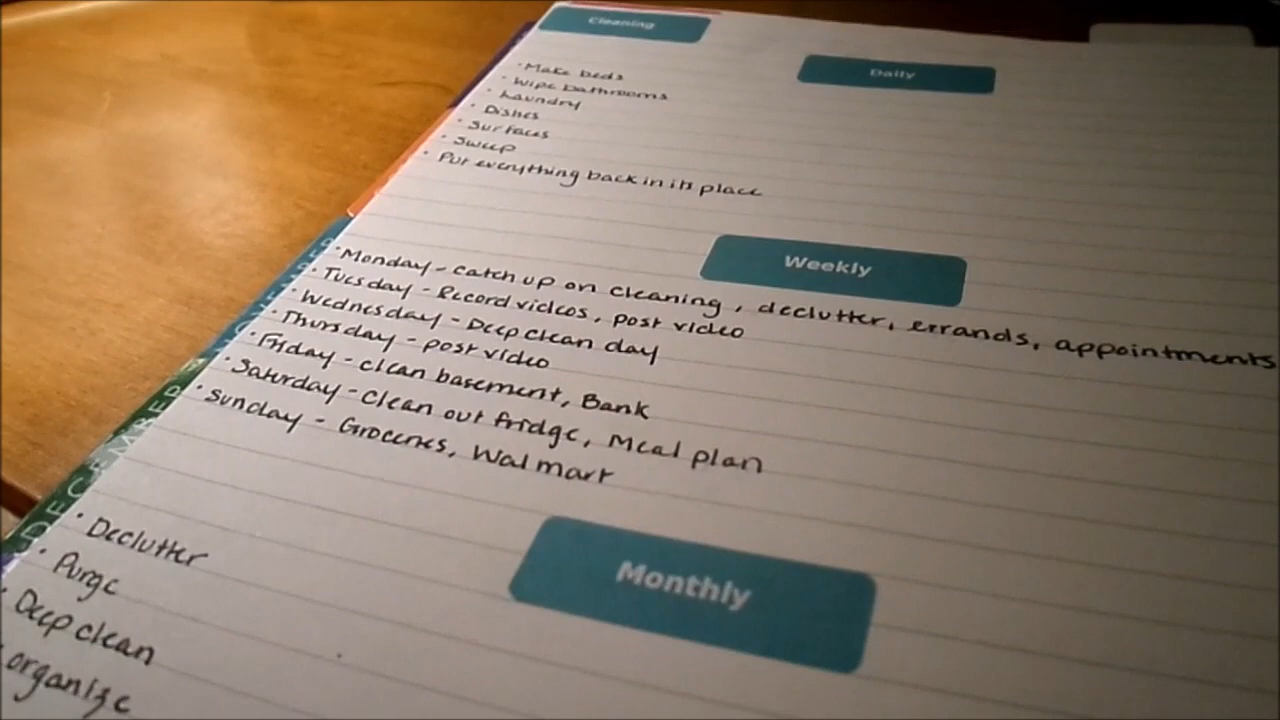 Cleaning
Daily
· Make beds
· Wipe bathrooms
· Laundry
· Dishes
· Surfaces
· Sweep
· Put everything back in its place
Weekly
· Monday - catch up on cleaning, declutter, errands, appointments
· Tuesday - Record videos, post video
· Wednesday - Deep clean day
· Thursday - post video
· Friday - clean basement, Bank
· Saturday - Clean out fridge, Meal plan
· Sunday - Groceries, Walmart
Monthly
· Declutter
· Purge
· Deep clean
· organize
DECEMBER